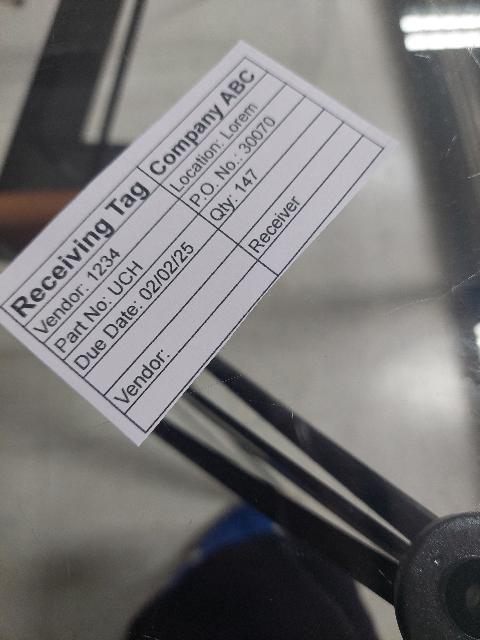 Receiving Tag Company ABC
Vendor: 1234 Location: Lorem
Part No: UCH P.O. No.: 30070
Due Date: 02/02/25 Qty: 147
Vendor: Receiver